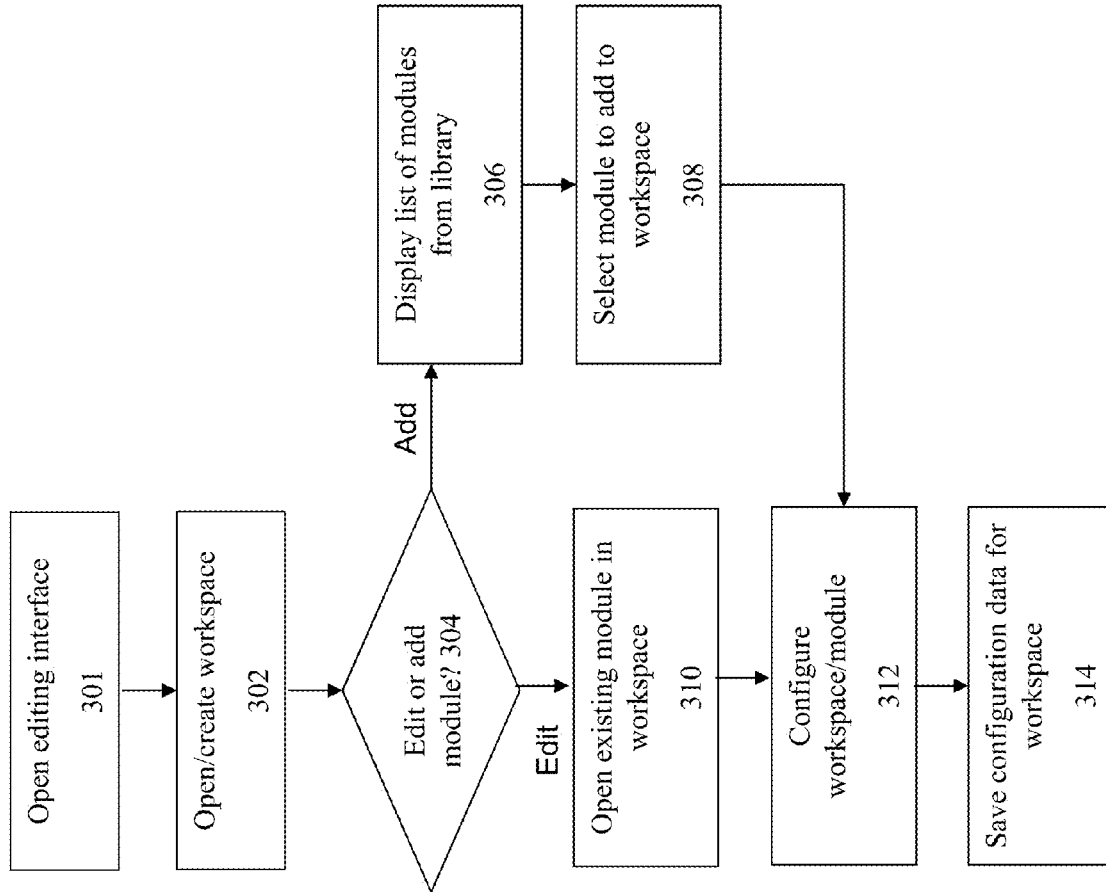 Open editing interface
301
Open/create workspace
302
Edit or add
module? 304
Add
Edit
Display list of modules
from library
306
Select module to add to
workspace
308
Open existing module in
workspace
310
Configure
workspace/module
312
Save configuration data for
workspace
314